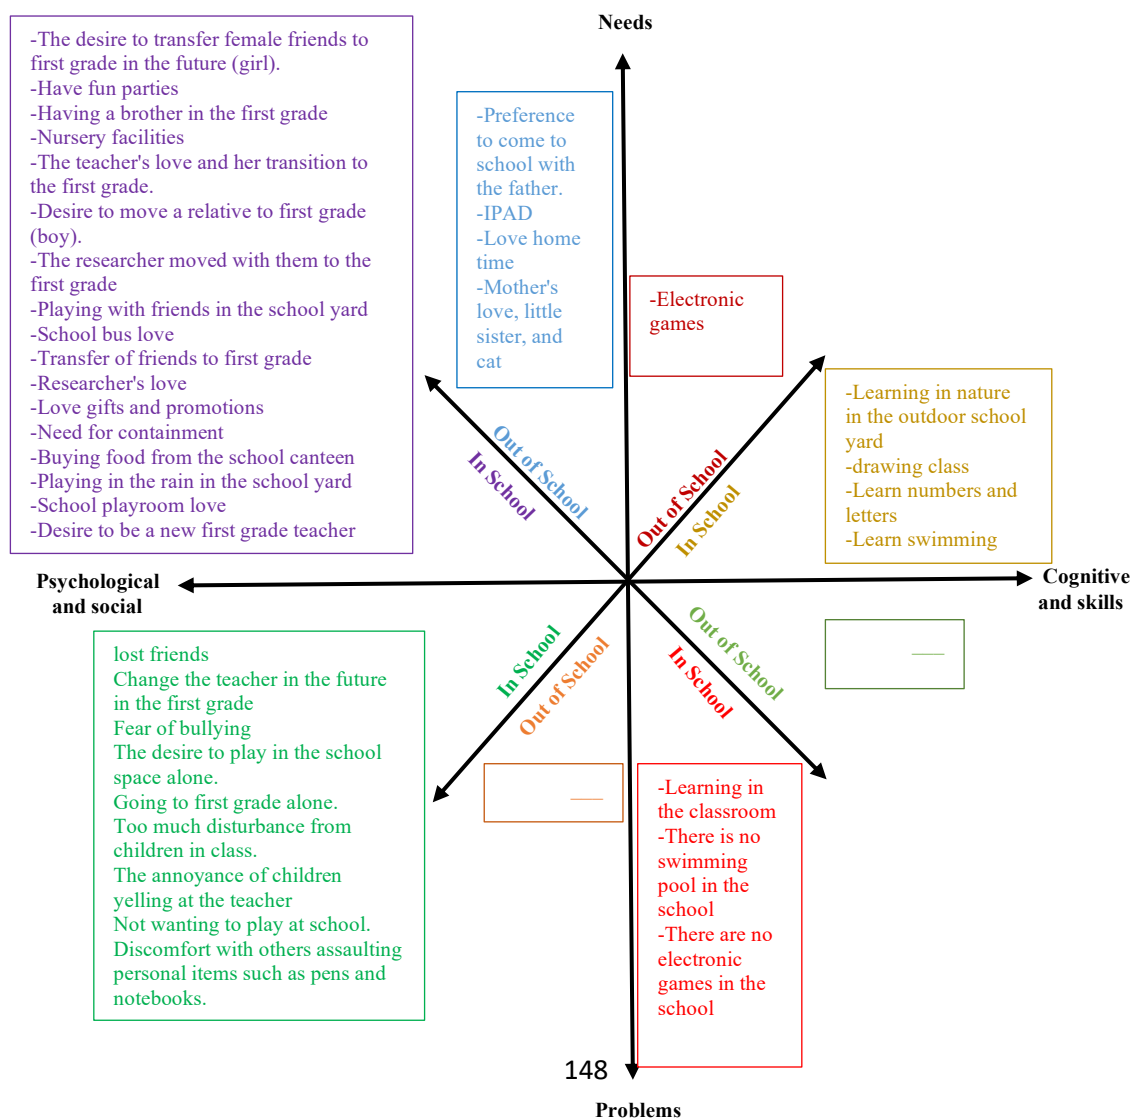 Needs
-The desire to transfer female friends to
first grade in the future (girl).
-Have fun parties
-Having a brother in the first grade
-Nursery facilities
-The teacher's love and her transition to
the first grade.
-Desire to move a relative to first grade
(boy).
-The researcher moved with them to the
first grade
-Playing with friends in the school yard
-School bus love
-Transfer of friends to first grade
-Researcher's love
-Love gifts and promotions
-Need for containment
-Buying food from the school canteen
-Playing in the rain in the school yard
-School playroom love
-Desire to be a new first grade teacher
-Preference
to come to
school with
the father.
-IPAD
-Love home
time
-Mother's
love, little
sister, and
cat
-Electronic
games
-Learning in nature
in the outdoor school
yard
-drawing class
-Learn numbers and
letters
-Learn swimming
Out of School
In School
Out of School
In School
Psychological
and social
Cognitive
and skills
In School
Out of School
Out of School
In School
lost friends
Change the teacher in the future
in the first grade
Fear of bullying
The desire to play in the school
space alone.
Going to first grade alone.
Too much disturbance from
children in class.
The annoyance of children
yelling at the teacher
Not wanting to play at school.
Discomfort with others assaulting
personal items such as pens and
notebooks.
-Learning in
the classroom
-There is no
swimming
pool in the
school
-There are no
electronic
games in the
school
148
Problems